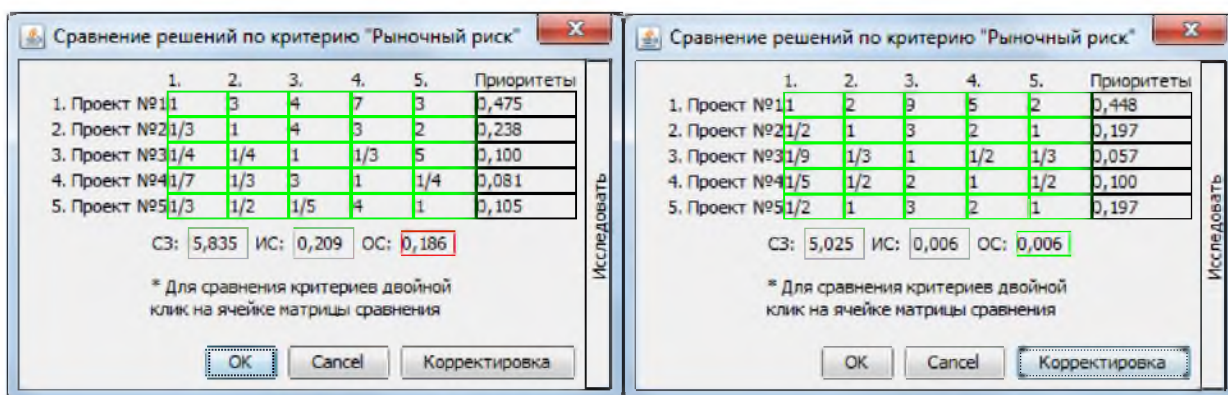 Сравнение решений по критерию "Рыночный риск"
1. 2. 3. 4. 5. Приоритеты
1. Проект №1 1 3 4 7 3 0,475
2. Проект №2 1/3 1 4 3 2 0,238
3. Проект №3 1/4 1/4 1 1/3 5 0,100
4. Проект №4 1/7 1/3 3 1 1/4 0,081
5. Проект №5 1/3 1/2 1/5 4 1 0,105
СЗ: 5,835 ИС: 0,209 ОС: 0,186
* Для сравнения критериев двойной
клик на ячейке матрицы сравнения
OK Cancel Корректировка
Исследовать
Сравнение решений по критерию "Рыночный риск"
1. 2. 3. 4. 5. Приоритеты
1. Проект №1 1 2 9 5 2 0,448
2. Проект №2 1/2 1 3 2 1 0,197
3. Проект №3 1/9 1/3 1 1/2 1/3 0,057
4. Проект №4 1/5 1/2 2 1 1/2 0,100
5. Проект №5 1/2 1 3 2 1 0,197
СЗ: 5,025 ИС: 0,006 ОС: 0,006
* Для сравнения критериев двойной
клик на ячейке матрицы сравнения
OK Cancel Корректировка
Исследовать